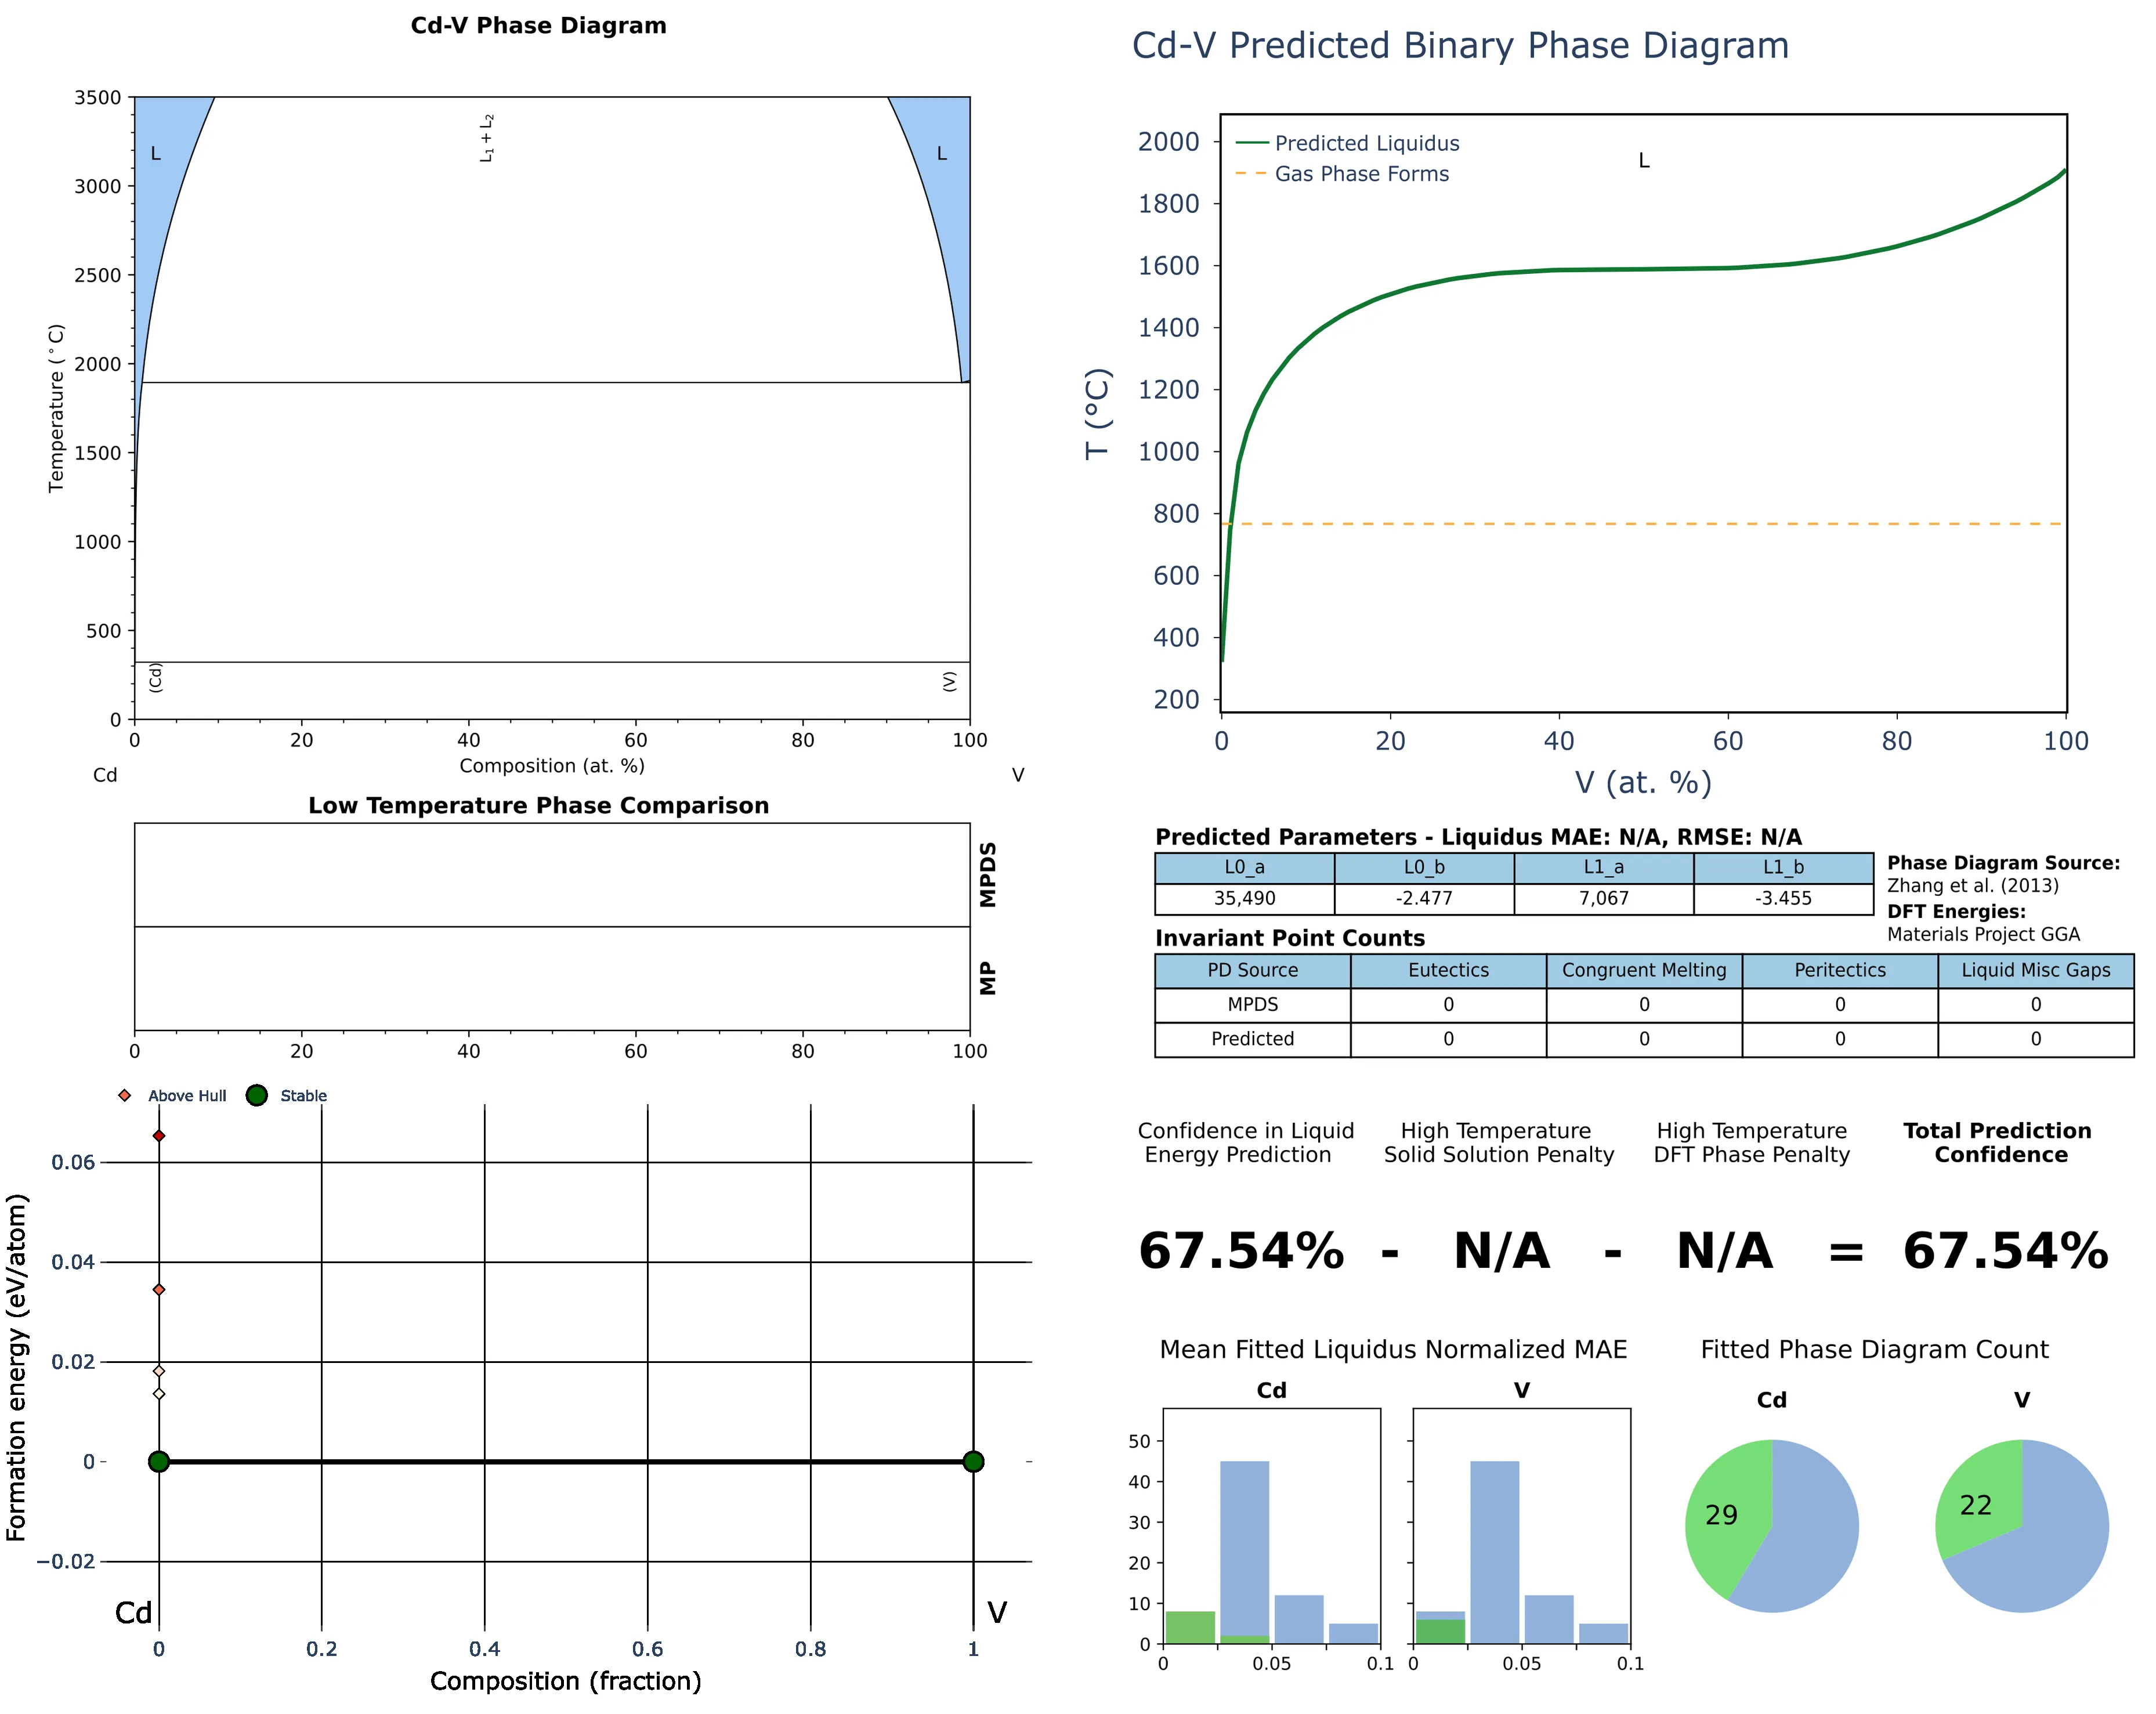 Cd-V Phase Diagram
3500
3000
2500
2000
1500
1000
500
0
Temperature (°C)
L
L₁ + L₂
L
(Cd)
(V)
0 20 40 60 80 100
Composition (at. %)
Cd V
Low Temperature Phase Comparison
MPDS
MP
0 20 40 60 80 100
Above Hull Stable
0.06
0.04
0.02
0
−0.02
Formation energy (eV/atom)
Cd V
0 0.2 0.4 0.6 0.8 1
Composition (fraction)
Cd-V Predicted Binary Phase Diagram
Predicted Liquidus
Gas Phase Forms
L
2000
1800
1600
1400
1200
1000
800
600
400
200
T (°C)
0 20 40 60 80 100
V (at. %)
Predicted Parameters - Liquidus MAE: N/A, RMSE: N/A
L0_a L0_b L1_a L1_b
35,490 -2.477 7,067 -3.455
Phase Diagram Source:
Zhang et al. (2013)
DFT Energies:
Materials Project GGA
Invariant Point Counts
PD Source Eutectics Congruent Melting Peritectics Liquid Misc Gaps
MPDS 0 0 0 0
Predicted 0 0 0 0
Confidence in Liquid
Energy Prediction
High Temperature
Solid Solution Penalty
High Temperature
DFT Phase Penalty
Total Prediction
Confidence
67.54% - N/A - N/A = 67.54%
Mean Fitted Liquidus Normalized MAE
Cd V
50
40
30
20
10
0
0 0.05 0.1 0 0.05 0.1
Fitted Phase Diagram Count
Cd V
29 22